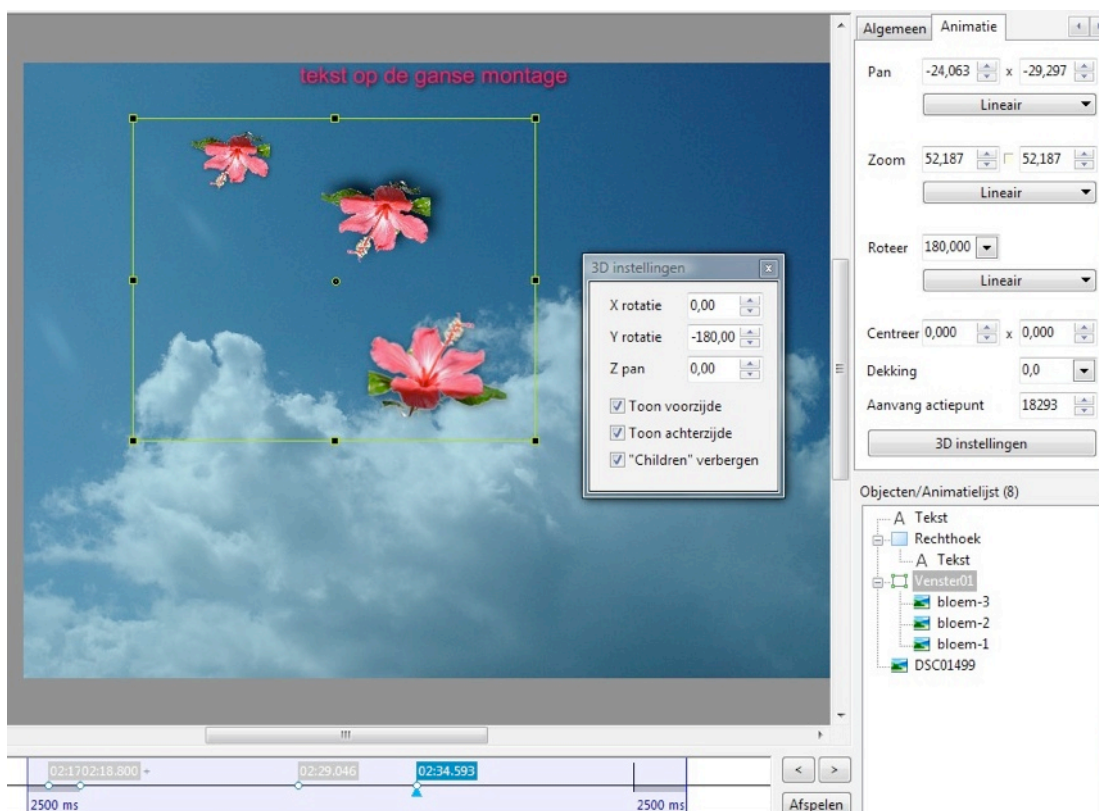 tekst op de ganse montage
3D instellingen
X rotatie 0,00
Y rotatie -180,00
Z pan 0,00
Toon voorzijde
Toon achterzijde
"Children" verbergen
Algemeen Animatie
Pan -24,063 x -29,297
Lineair
Zoom 52,187 52,187
Lineair
Roteer 180,000
Lineair
Centreer 0,000 x 0,000
Dekking 0,0
Aanvang actiepunt 18293
3D instellingen
Objecten/Animatielijst (8)
A Tekst
Rechthoek
A Tekst
Venster01
bloem-3
bloem-2
bloem-1
DSC01499
02:1702:18.800 02:29.046 02:34.593 < >
2500 ms 2500 ms Afspelen